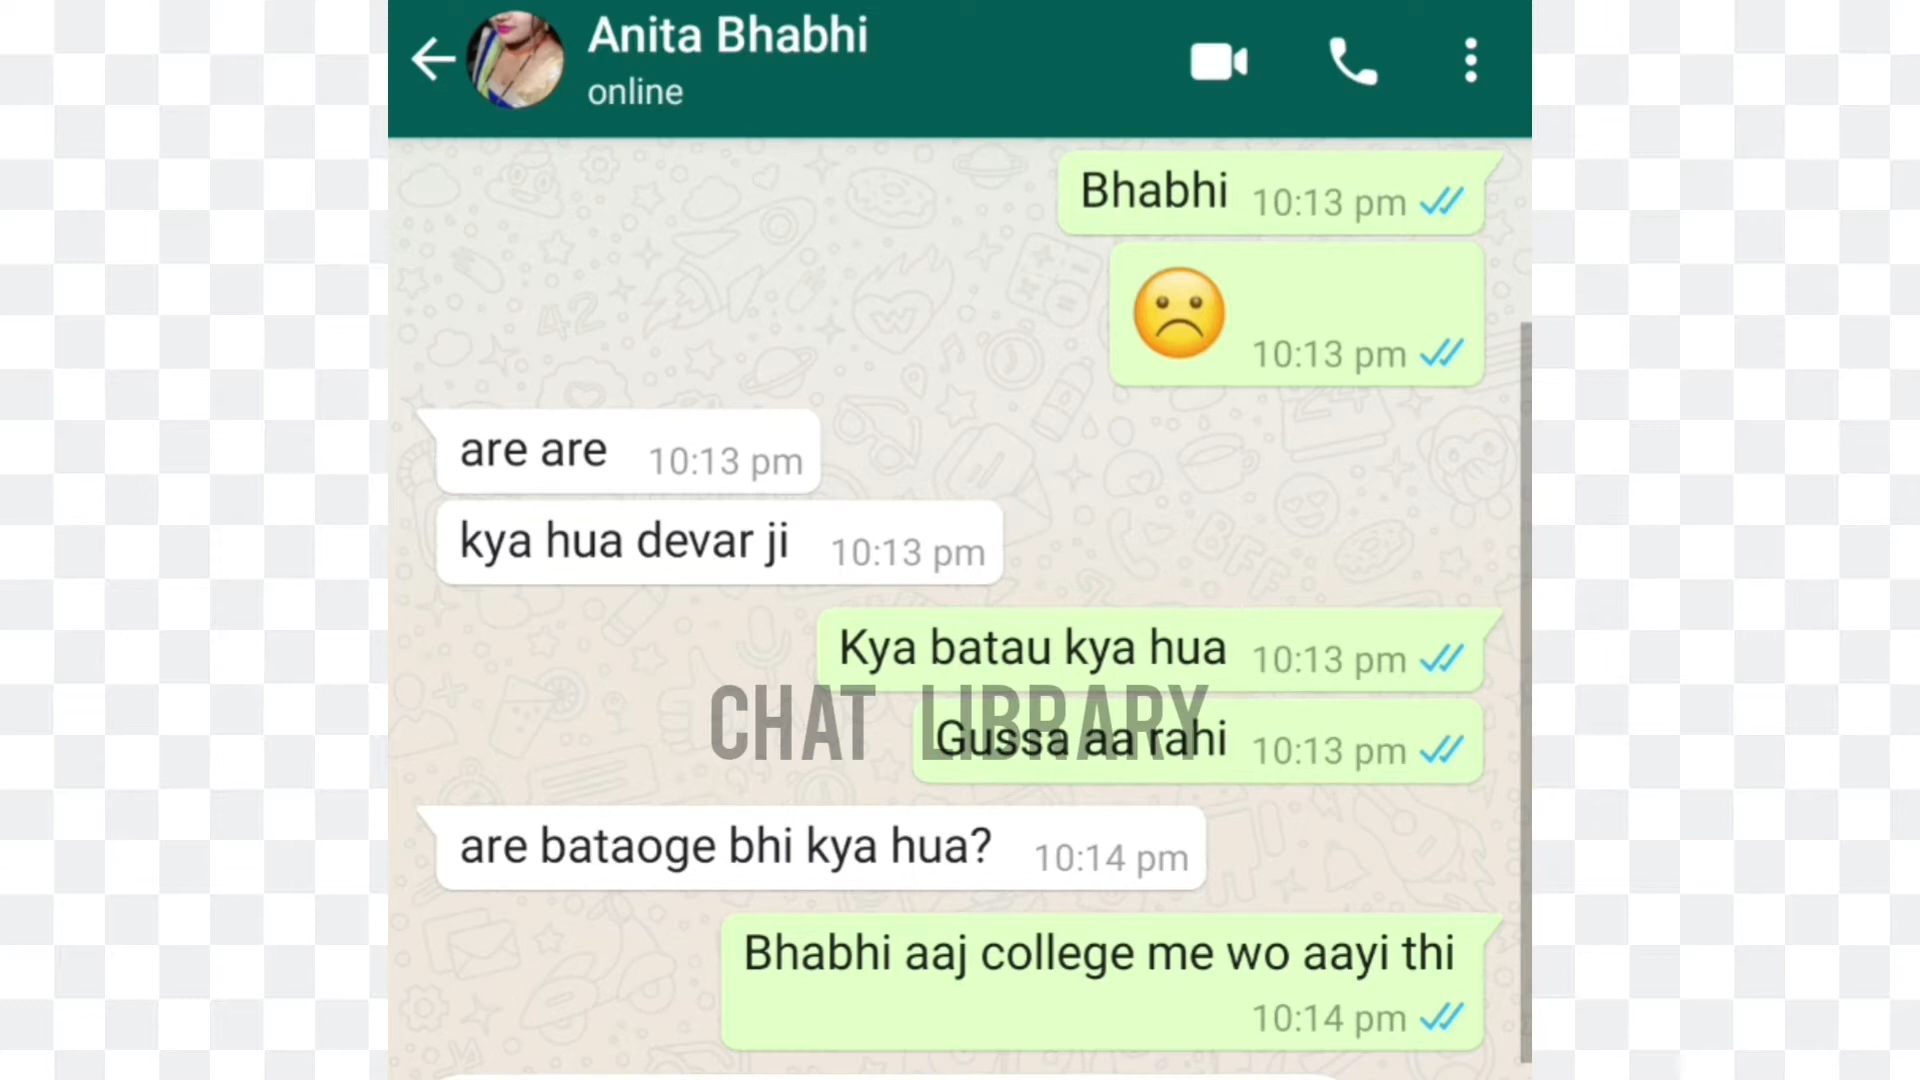 Anita Bhabhi
online
Bhabhi 10:13 pm
☹️ 10:13 pm
are are 10:13 pm
kya hua devar ji 10:13 pm
Kya batau kya hua 10:13 pm
CHAT LIBRARY
Gussa aa rahi 10:13 pm
are bataoge bhi kya hua? 10:14 pm
Bhabhi aaj college me wo aayi thi
10:14 pm